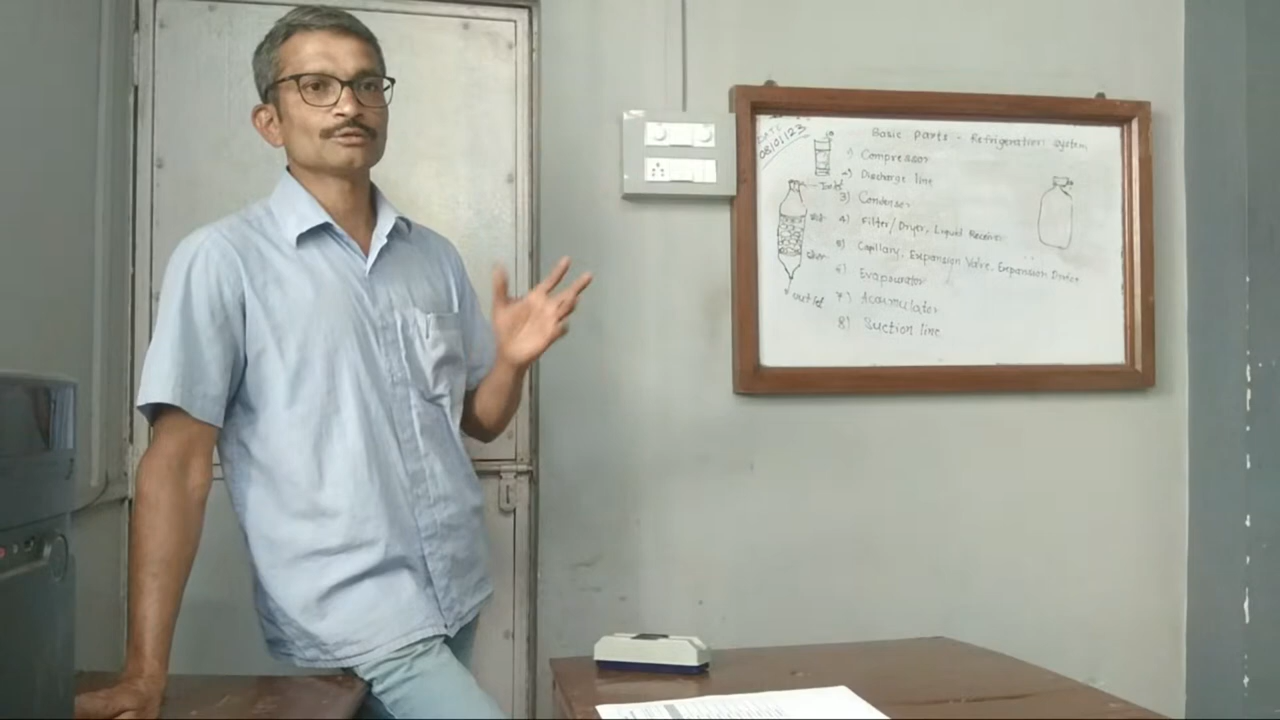 DATE
08/01/23
Basic parts - Refrigeration system
1) Compressor
2) Discharge line
3) Condenser
4) Filter/Dryer, Liquid Receiver
5) Capillary, Expansion Valve, Expansion Device
6) Evaporator
7) Accumulator
8) Suction line
outlet